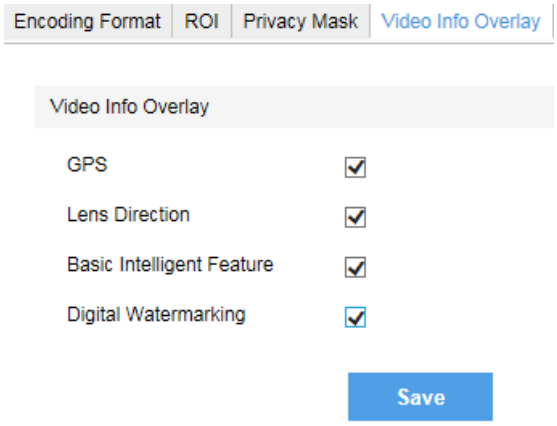 Encoding Format ROI Privacy Mask Video Info Overlay
Video Info Overlay
GPS
Lens Direction
Basic Intelligent Feature
Digital Watermarking
Save